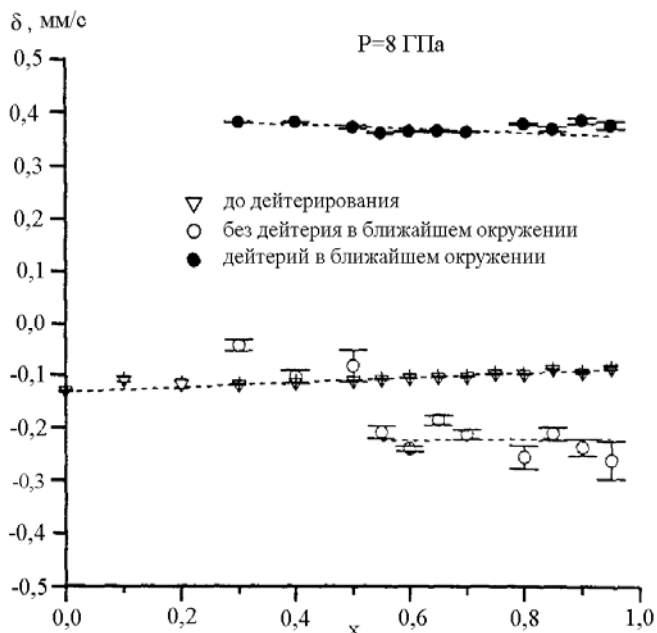 δ , мм/с
P=8 ГПа
0,5
0,4
0,3
0,2
0,1
0,0
-0,1
-0,2
-0,3
-0,4
-0,5
до дейтерирования
без дейтерия в ближайшем окружении
дейтерий в ближайшем окружении
0,0 0,2 0,4 0,6 0,8 1,0
x